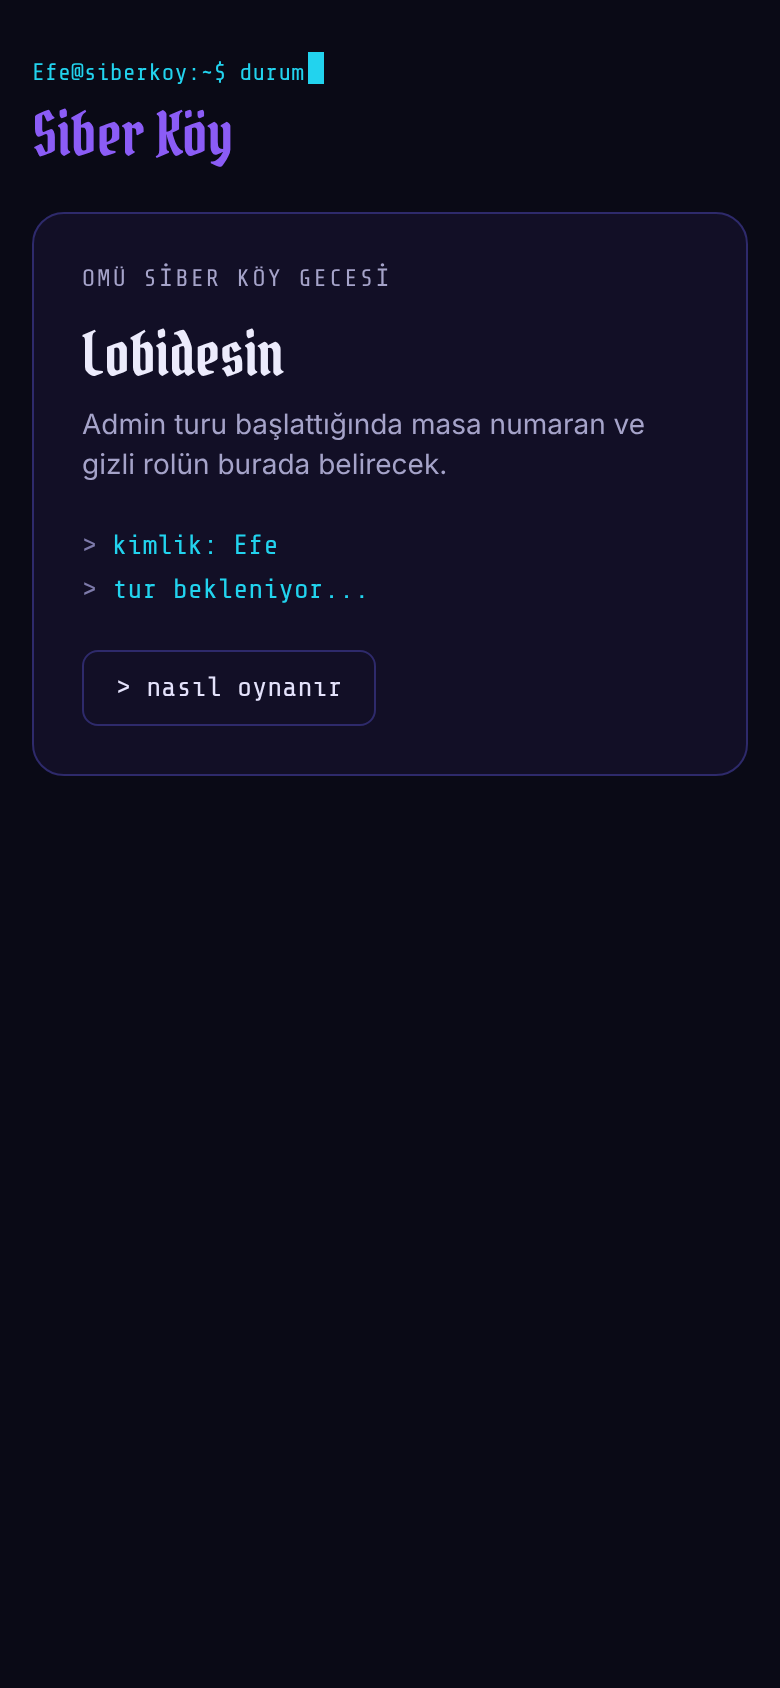 Efe@siberkoy:~$ durum
Siber Köy
OMÜ SİBER KÖY GECESİ
Lobidesin
Admin turu başlattığında masa numaran ve
gizli rolün burada belirecek.
> kimlik: Efe
> tur bekleniyor...
> nasıl oynanır